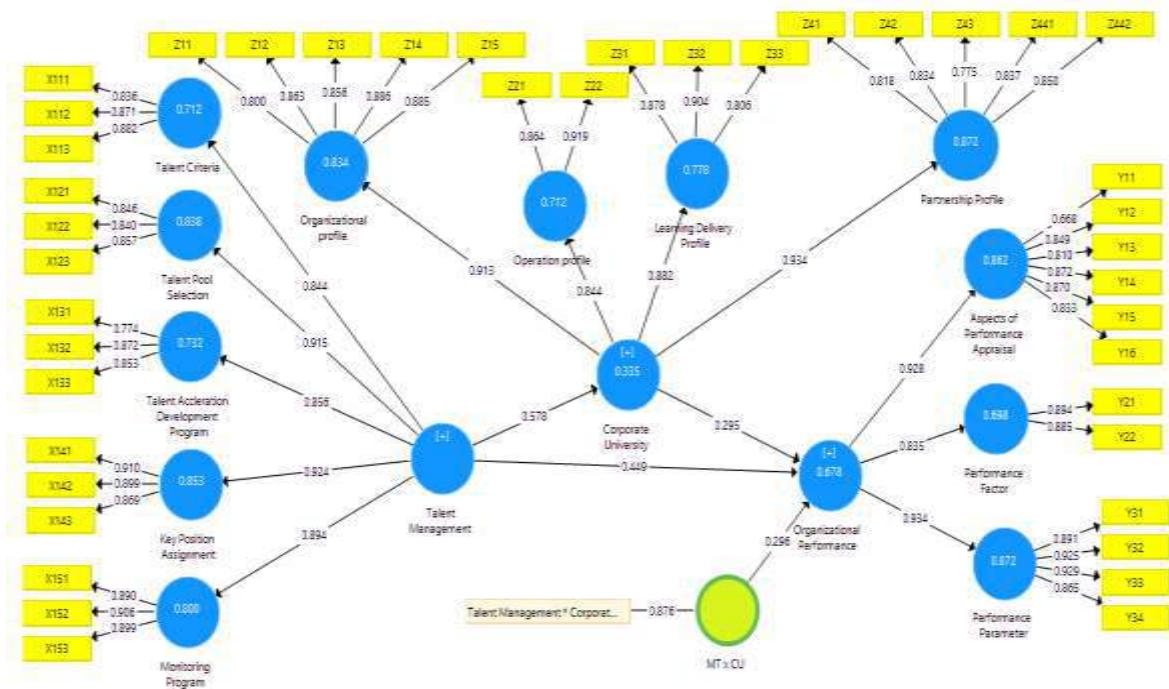 Z11
Z12
Z13
Z14
Z15
Z21
Z22
Z31
Z32
Z33
Z41
Z42
Z43
Z441
Z442
0.800
0.863
0.856
0.886
0.885
0.834
Organizational
profile
0.864
0.919
0.712
Operation profile
0.878
0.904
0.806
0.778
Learning Delivery
Profile
0.818
0.834
0.775
0.837
0.858
0.872
Partnership Profile
X111
X112
X113
0.836
0.871
0.882
0.712
Talent Criteria
X121
X122
X123
0.846
0.840
0.857
0.838
Talent Pool
Selection
X131
X132
X133
0.774
0.872
0.853
0.732
Talent Accleration
Development
Program
X141
X142
X143
0.910
0.899
0.869
0.853
Key Position
Assignment
X151
X152
X153
0.890
0.906
0.899
0.800
Monitoring
Program
0.844
0.915
0.856
0.924
0.894
[+]
Talent
Management
0.578
0.449
0.913
0.844
0.882
0.934
[+]
0.335
Corporate
University
0.295
[+]
0.678
Organizational
Performance
0.296
Talent Management * Corporat...
0.876
MT x CU
0.928
0.835
0.934
0.862
Aspects of
Performance
Appraisal
0.668
0.849
0.810
0.872
0.870
0.833
Y11
Y12
Y13
Y14
Y15
Y16
0.698
Performance
Factor
0.894
0.885
Y21
Y22
0.872
Performance
Parameter
0.891
0.925
0.929
0.865
Y31
Y32
Y33
Y34